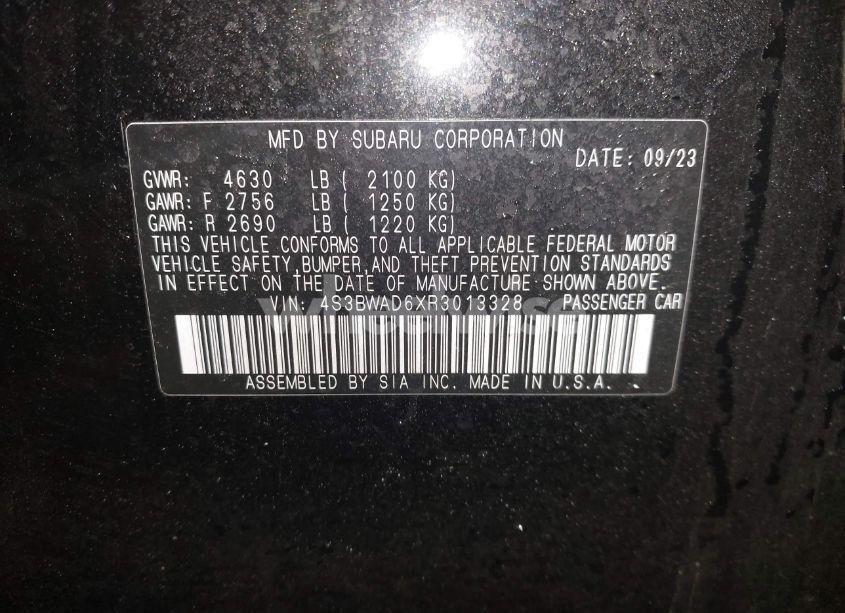 MFD BY SUBARU CORPORATION
DATE: 09/23
GVWR: 4630 LB ( 2100 KG)
GAWR: F 2756 LB ( 1250 KG)
GAWR: R 2690 LB ( 1220 KG)
THIS VEHICLE CONFORMS TO ALL APPLICABLE FEDERAL MOTOR
VEHICLE SAFETY,BUMPER,AND THEFT PREVENTION STANDARDS
IN EFFECT ON THE DATE OF MANUFACTURE SHOWN ABOVE.
VIN: 4S3BWAD6XR3013328 PASSENGER CAR
ASSEMBLED BY SIA INC. MADE IN U.S.A.